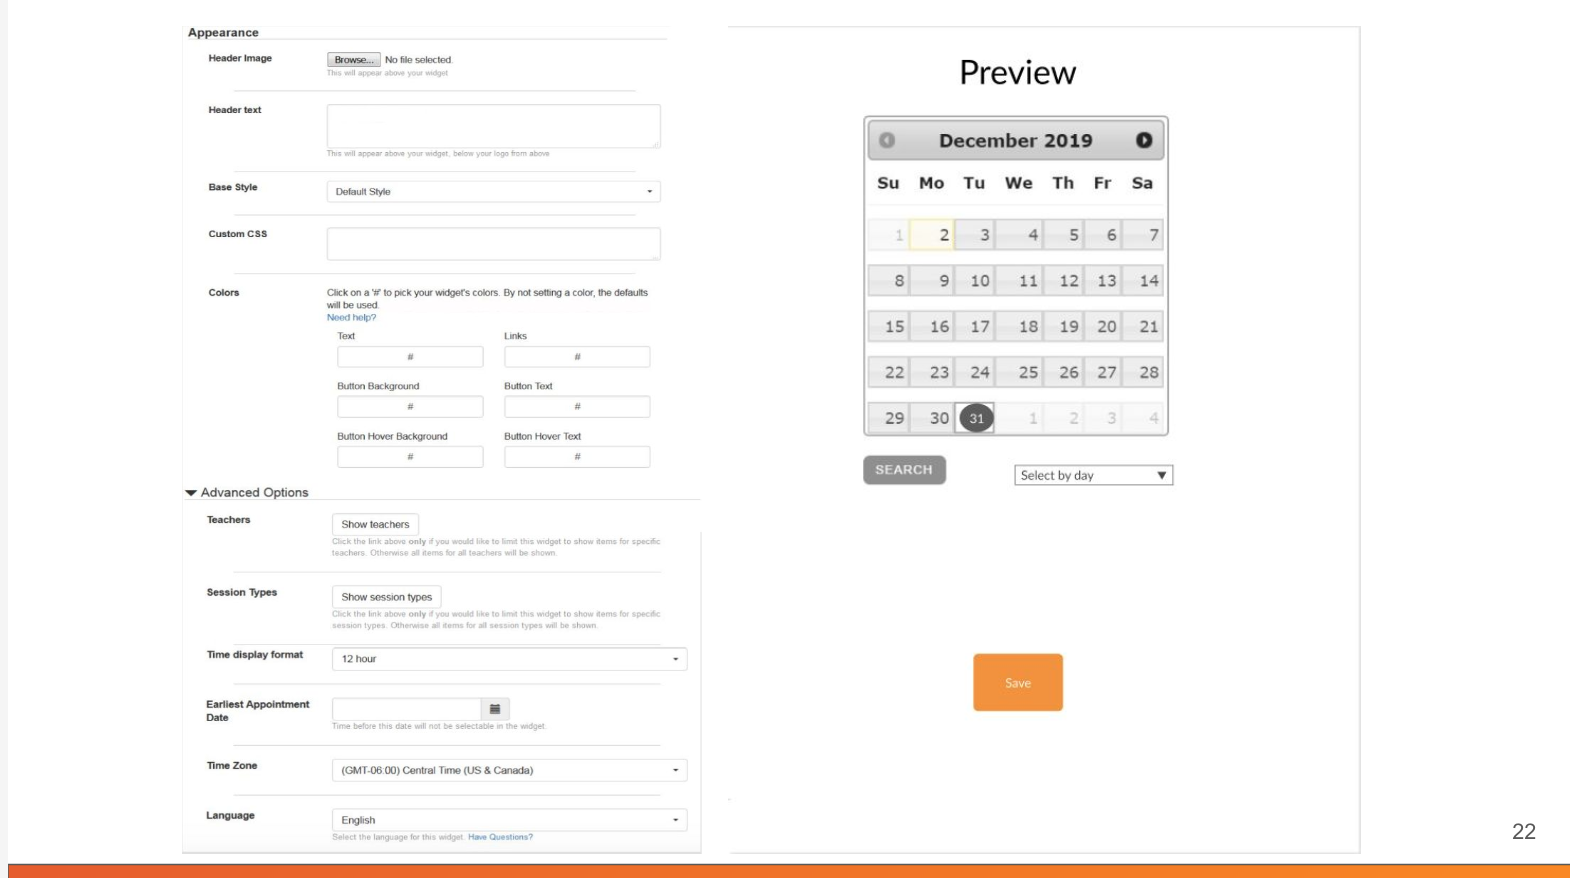 Appearance
Header Image
Browse... No file selected.
This will appear above your widget
Header text
This will appear above your widget, below your logo from above.
Base Style
Default Style
Custom CSS
Colors
Click on a '#' to pick your widget's colors. By not setting a color, the defaults
will be used.
Need help?
Text Links
# #
Button Background Button Text
# #
Button Hover Background Button Hover Text
# #
Advanced Options
Teachers
Show teachers
Click the link above only if you would like to limit this widget to show items for specific
teachers. Otherwise all items for all teachers will be shown.
Session Types
Show session types
Click the link above only if you would like to limit this widget to show items for specific
session types. Otherwise all items for all session types will be shown.
Time display format
12 hour
Earliest Appointment
Date
Time before this date will not be selectable in the widget.
Time Zone
(GMT-06:00) Central Time (US & Canada)
Language
English
Select the language for this widget. Have Questions?
Preview
December 2019
Su Mo Tu We Th Fr Sa
1 2 3 4 5 6 7
8 9 10 11 12 13 14
15 16 17 18 19 20 21
22 23 24 25 26 27 28
29 30 31 1 2 3 4
SEARCH
Select by day
Save
22